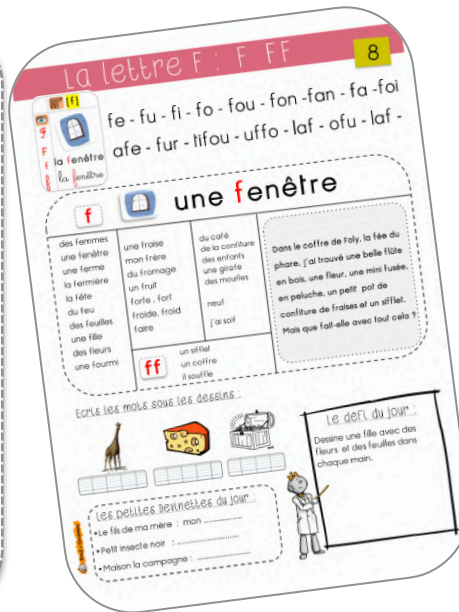 La lettre F : F FF
8
[f]
f
F
f
la fenêtre
la fenêtre
fe - fu - fi - fo - fou - fon -fan - fa -foi
afe - fur - tifou - uffo - laf - ofu - laf -
f
une fenêtre
des femmes
une fenêtre
une ferme
la fermière
la fête
du feu
des feuilles
une fille
des fleurs
une fourmi
une fraise
mon frère
du fromage
un fruit
forte , fort
froide, froid
faire
du café
de la confiture
des enfants
une girafe
des moufles
neuf
j'ai soif
ff
un sifflet
un coffre
il souffle
Dans le coffre de Foly, la fée du
phare, j'ai trouvé une belle flûte
en bois, une fleur, une mini fusée,
en peluche, un petit pot de
confiture de fraises et un sifflet.
Mais que fait-elle avec tout cela ?
Ecris les mots sous les dessins :
Les petites devinettes du jour :
•Le fils de ma mère : mon ................
•Petit insecte noir : ..........................
•Maison la campagne : ........................
Le défi du jour :
Dessine une fille avec des
fleurs et des feuilles dans
chaque main.